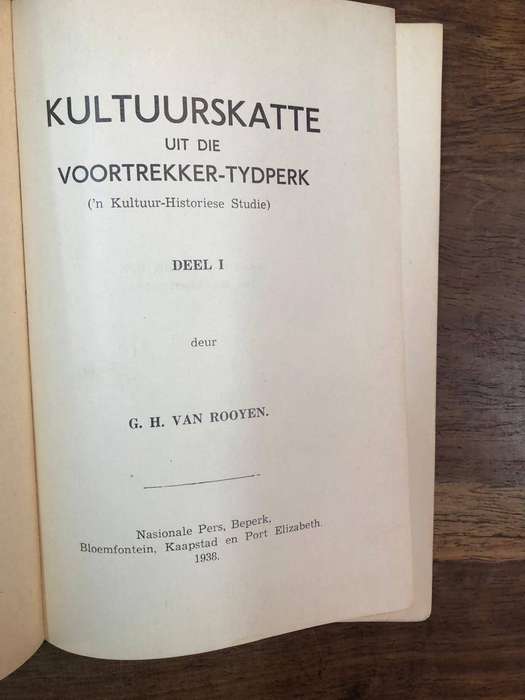 KULTUURSKATTE
UIT DIE
VOORTREKKER-TYDPERK
('n Kultuur-Historiese Studie)
DEEL I
deur
G. H. VAN ROOYEN.
Nasionale Pers, Beperk,
Bloemfontein, Kaapstad en Port Elizabeth.
1938.